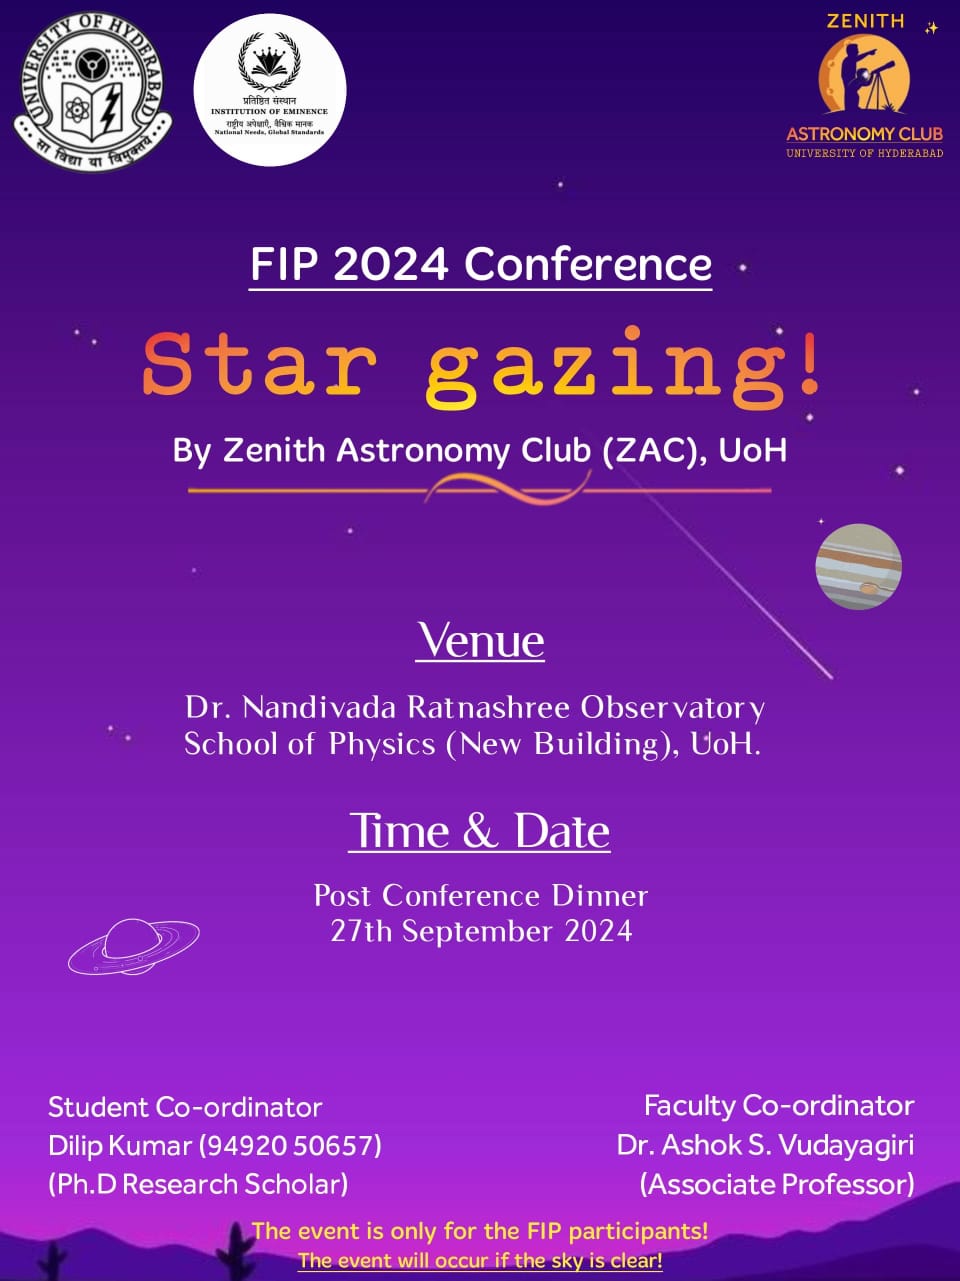 UNIVERSITY OF HYDERABAD
सा विद्या या विमुक्तये
प्रतिष्ठित संस्थान
INSTITUTION OF EMINENCE
राष्ट्रीय अपेक्षाएँ, वैश्विक मानक
National Needs, Global Standards
ZENITH
ASTRONOMY CLUB
UNIVERSITY OF HYDERABAD
FIP 2024 Conference
Star gazing!
By Zenith Astronomy Club (ZAC), UoH
Venue
Dr. Nandivada Ratnashree Observatory
School of Physics (New Building), UoH.
Time & Date
Post Conference Dinner
27th September 2024
Student Co-ordinator
Dilip Kumar (94920 50657)
(Ph.D Research Scholar)
Faculty Co-ordinator
Dr. Ashok S. Vudayagiri
(Associate Professor)
The event is only for the FIP participants!
The event will occur if the sky is clear!